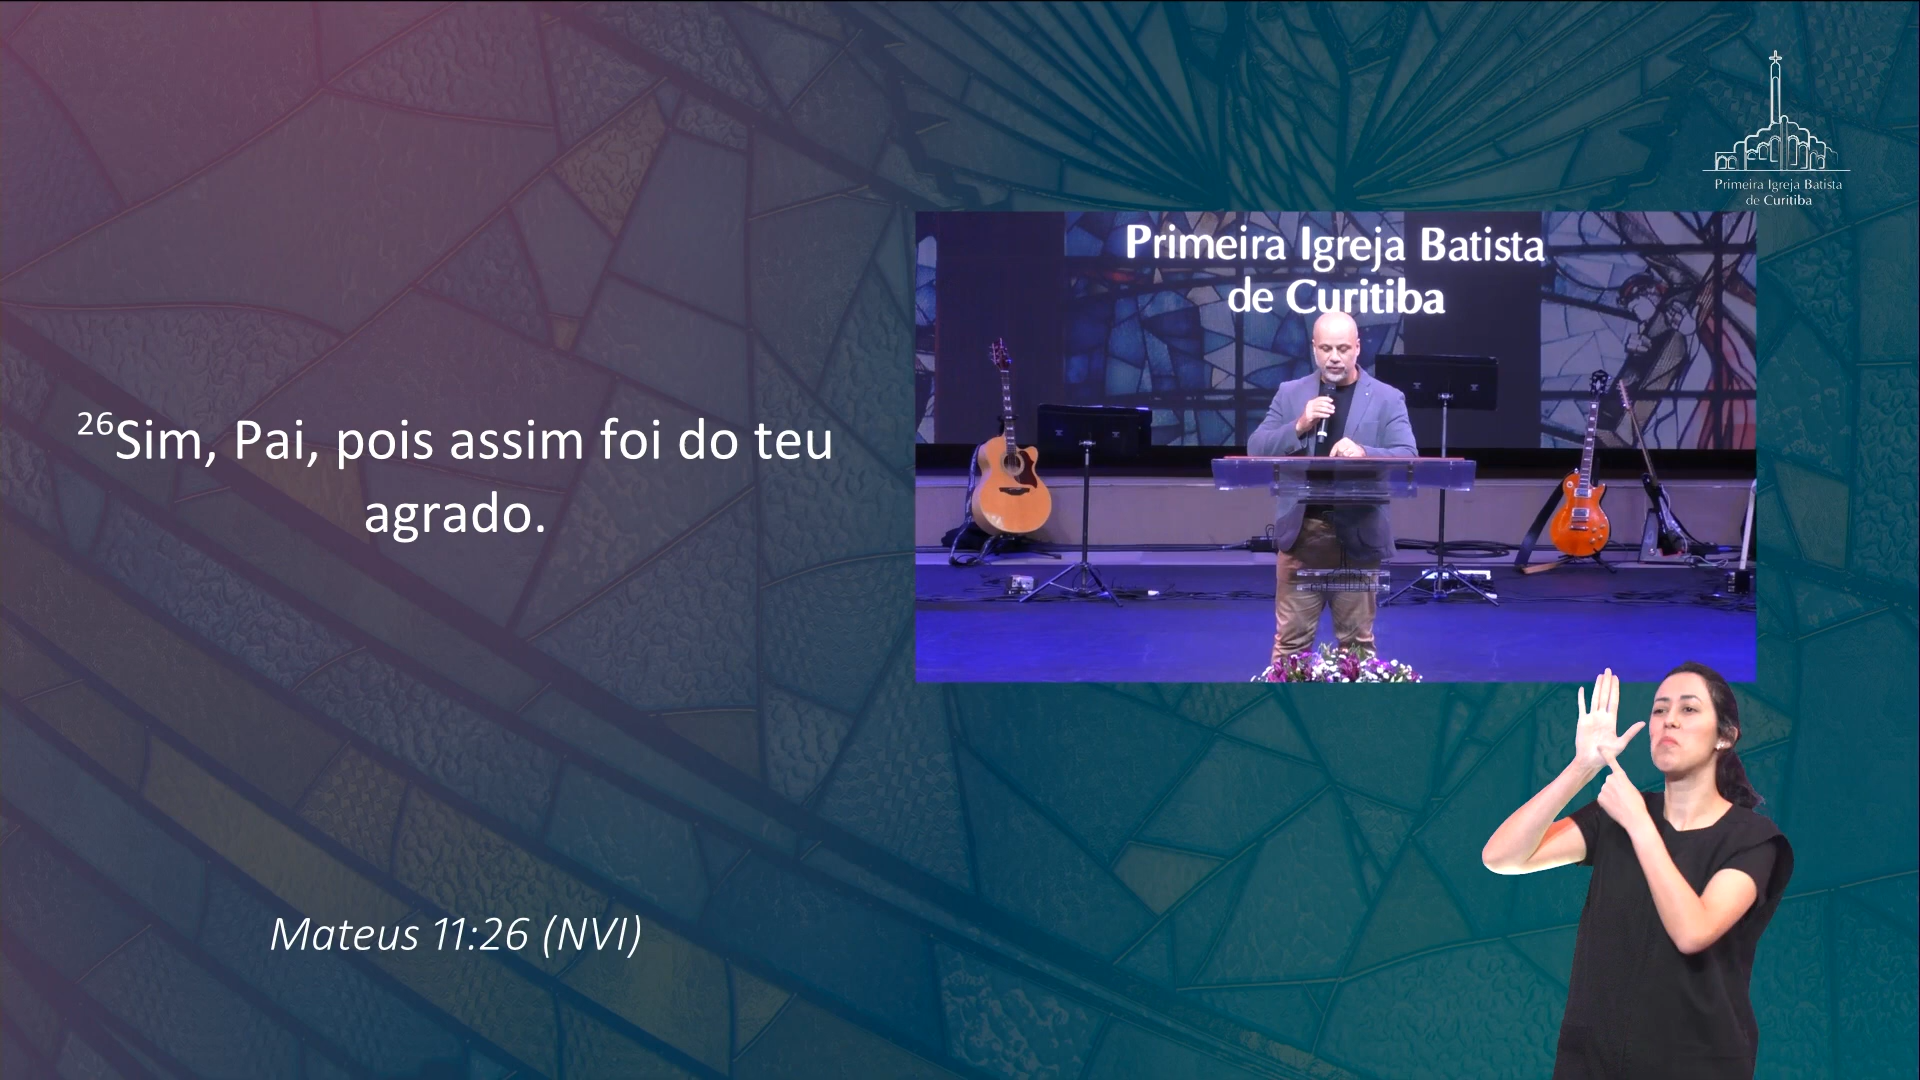 Primeira Igreja Batista
de Curitiba
Primeira Igreja Batista
de Curitiba
²⁶Sim, Pai, pois assim foi do teu
agrado.
Mateus 11:26 (NVI)